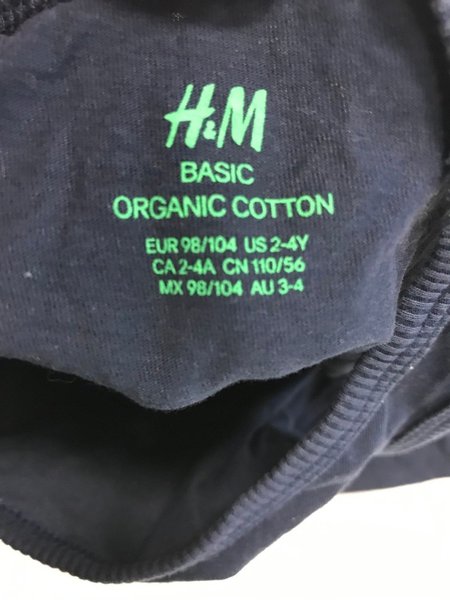 H&M
BASIC
ORGANIC COTTON
EUR 98/104 US 2-4Y
CA 2-4A CN 110/56
MX 98/104 AU 3-4